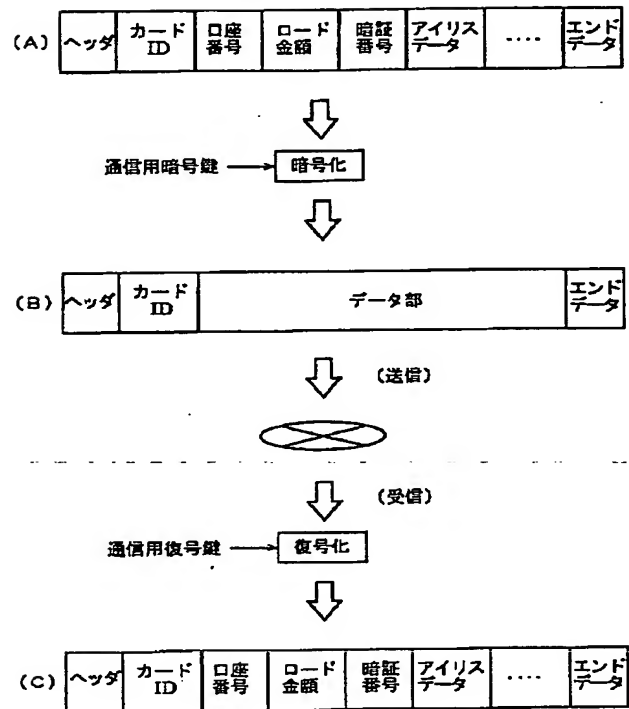 (A) ヘッダ カード ID 口座 番号 ロード 金額 暗証 番号 アイリス データ ‥‥ エンド データ
通信用暗号鍵 暗号化
(B) ヘッダ カード ID データ部 エンド データ
(送信)
(受信)
通信用復号鍵 復号化
(C) ヘッダ カード ID 口座 番号 ロード 金額 暗証 番号 アイリス データ ‥‥ エンド データ